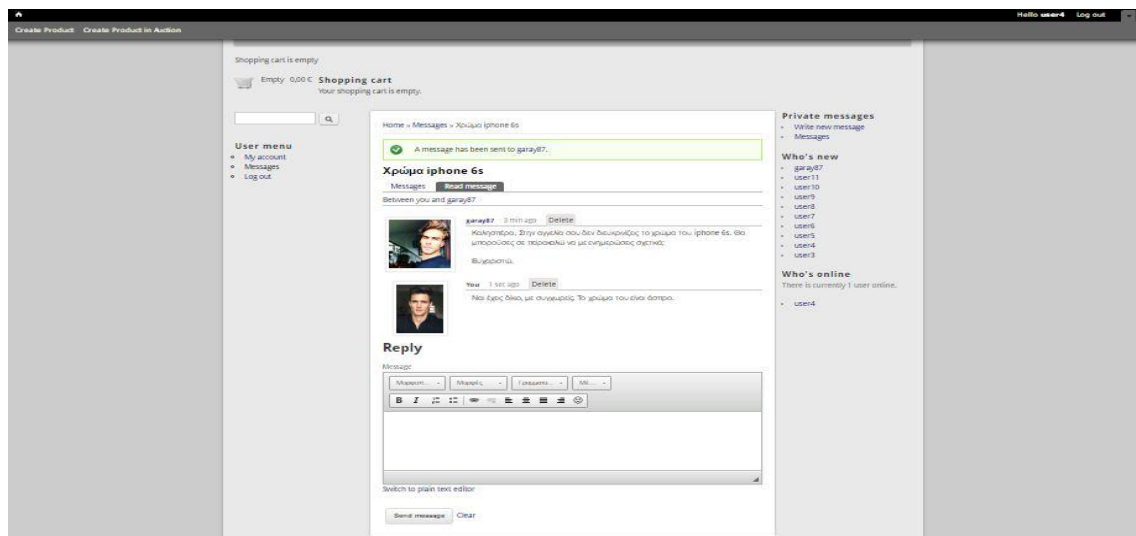 Hello user4 Log out
Create Product Create Product in Auction
Shopping cart is empty
Empty 0,00 € Shopping cart
Your shopping cart is empty.
User menu
My account
Messages
Log out
Home » Messages » Χρώμα iphone 6s
A message has been sent to garay87.
Χρώμα iphone 6s
Messages Read message
Between you and garay87
garay87 3 min ago Delete
Καλησπέρα. Στην αγγελία σου δεν διευκρινίζεις το χρώμα του iphone 6s. Θα
μπορούσες σε παρακαλώ να με ενημερώσεις σχετικά;
Ευχαριστώ.
You 1 sec ago Delete
Ναι έχεις δίκιο, με συγχωρείς. Το χρώμα του είναι άσπρο.
Reply
Message
Μορφές
B I
Switch to plain text editor
Send message Clear
Private messages
Write new message
Messages
Who's new
garay87
user11
user10
user9
user8
user7
user6
user5
user4
user3
Who's online
There is currently 1 user online.
user4